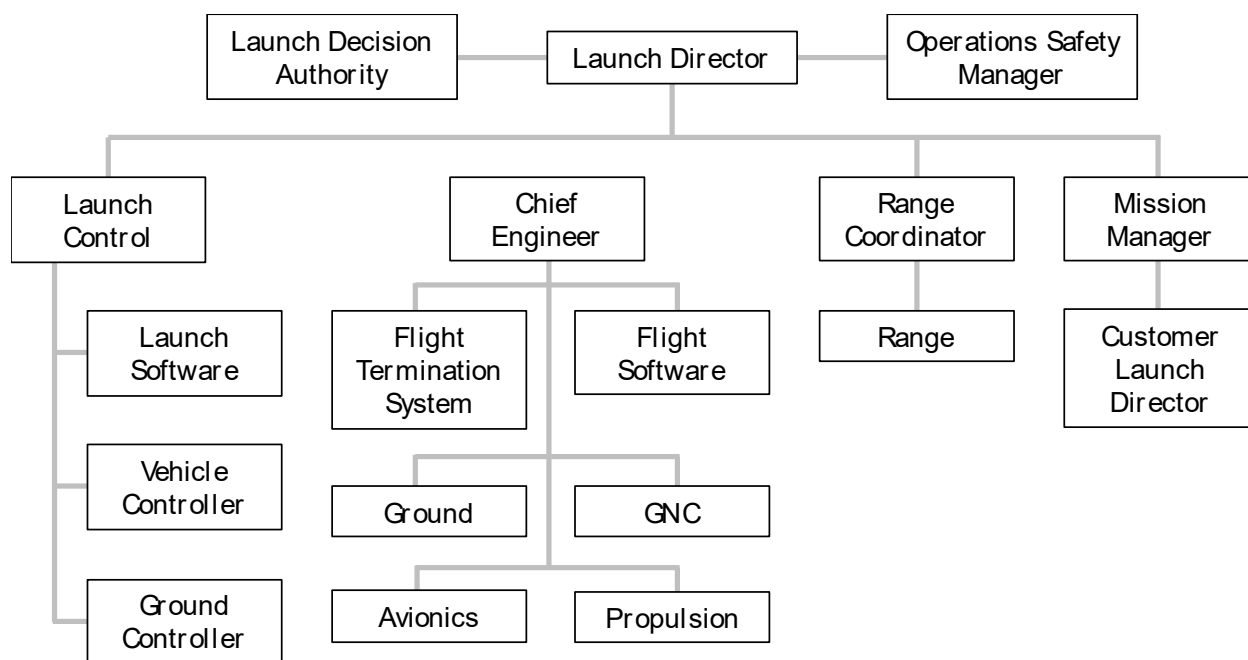 Launch Decision
Authority
Launch Director
Operations Safety
Manager
Launch
Control
Chief
Engineer
Range
Coordinator
Mission
Manager
Launch
Software
Flight
Termination
System
Flight
Software
Range
Customer
Launch
Director
Vehicle
Controller
Ground
GNC
Ground
Controller
Avionics
Propulsion